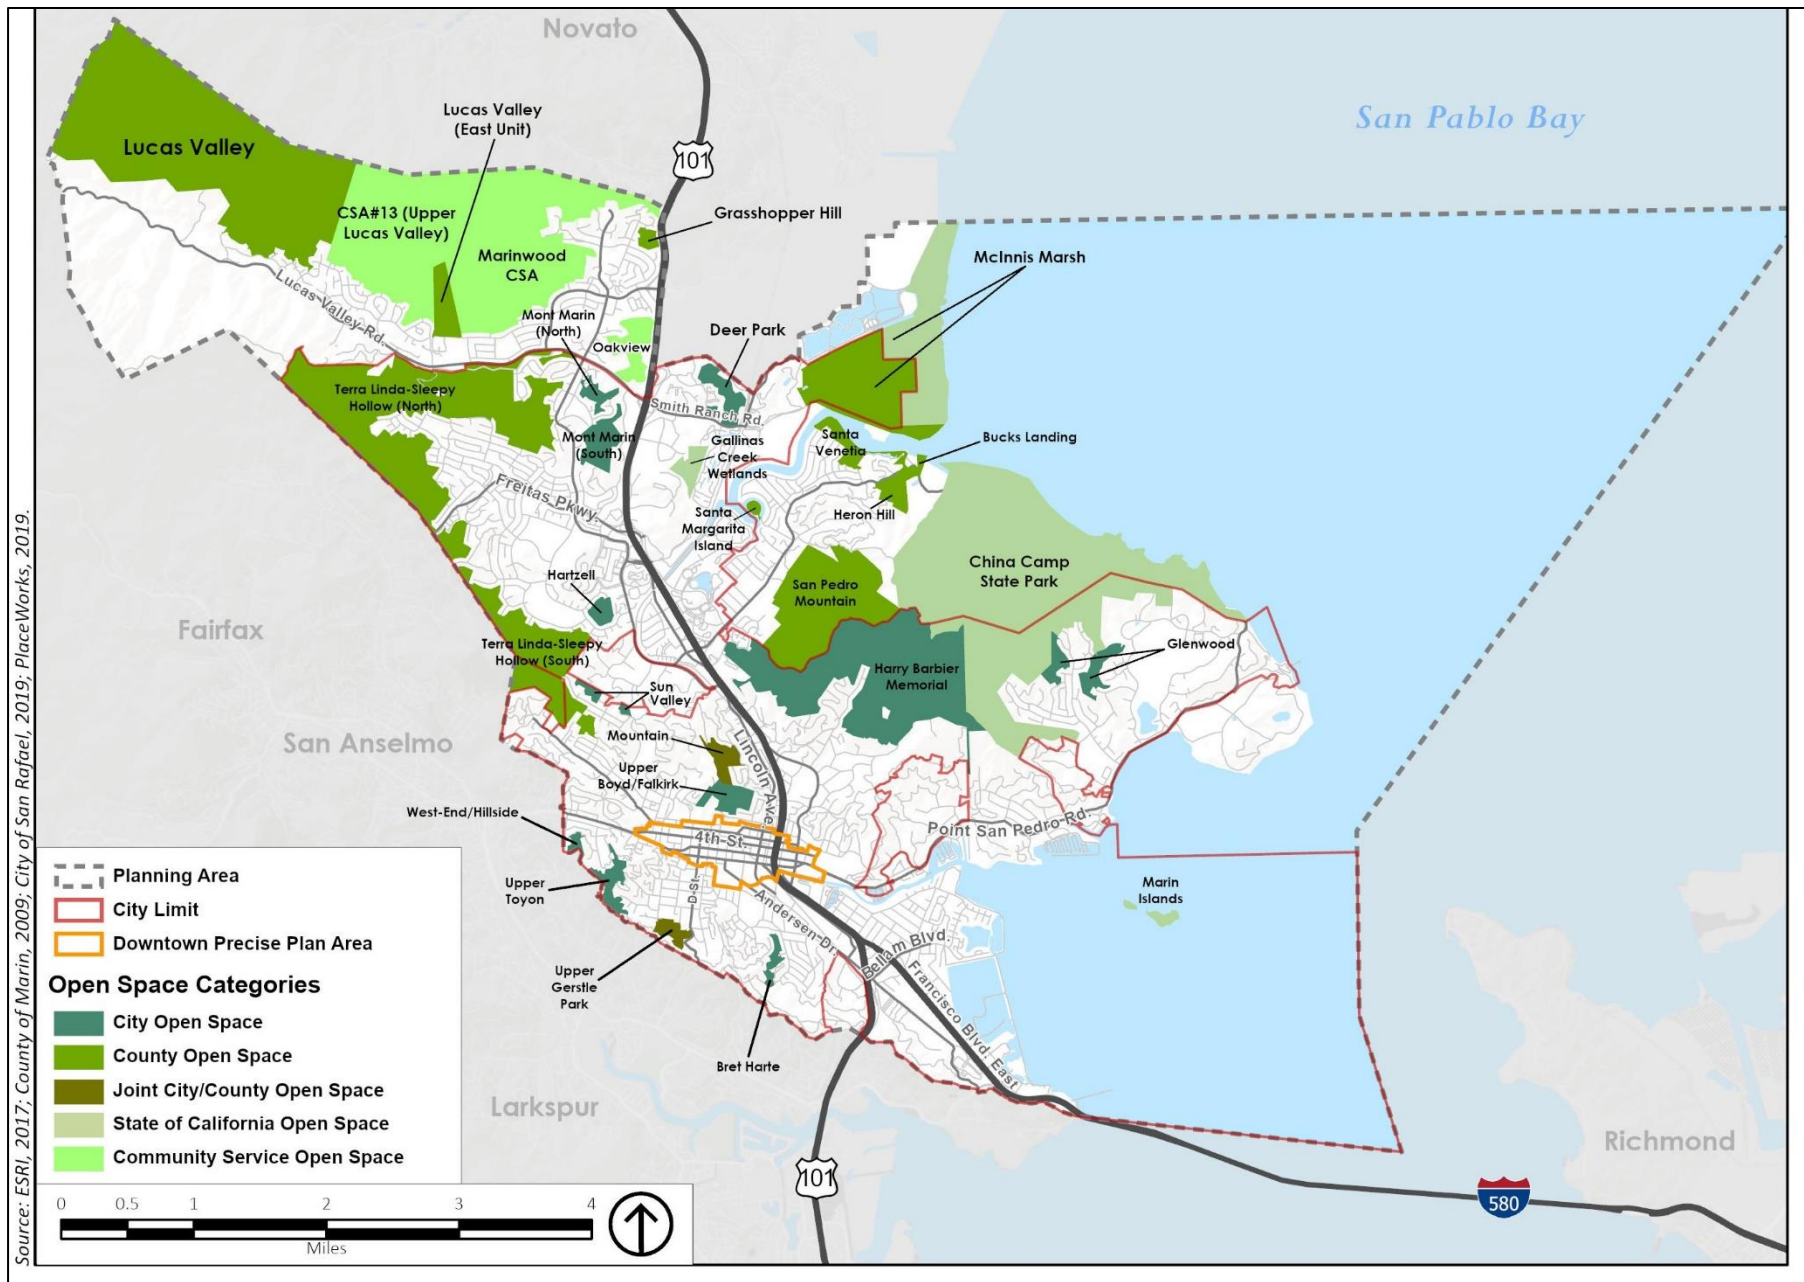 Novato
San Pablo Bay
Lucas Valley
(East Unit)
Lucas Valley
101
CSA#13 (Upper
Lucas Valley)
Grasshopper Hill
Marinwood
CSA
McInnis Marsh
Lucas Valley Rd.
Mont Marin
(North)
Deer Park
Oakview
Terra Linda-Sleepy
Hollow (North)
Smith Ranch Rd.
Mont Marin
(South)
Gallinas
Creek
Wetlands
Santa
Venetia
Bucks Landing
Freitas Pkwy.
Santa
Margarita
Island
Heron Hill
China Camp
State Park
Hartzell
San Pedro
Mountain
Fairfax
Terra Linda-Sleepy
Hollow (South)
Glenwood
Harry Barbier
Memorial
Sun
Valley
San Anselmo
Mountain
Lincoln Ave.
Upper
Boyd/Falkirk
West-End/Hillside
4th St.
Point San Pedro Rd.
Upper
Toyon
D St.
Marin
Islands
Andersen Dr.
Bellam Blvd.
Upper
Gerstle
Park
Francisco Blvd. East
Bret Harte
Larkspur
Richmond
101
580
Planning Area
City Limit
Downtown Precise Plan Area
Open Space Categories
City Open Space
County Open Space
Joint City/County Open Space
State of California Open Space
Community Service Open Space
0 0.5 1 2 3 4
Miles
Source: ESRI, 2017; County of Marin, 2009; City of San Rafael, 2019; PlaceWorks, 2019.